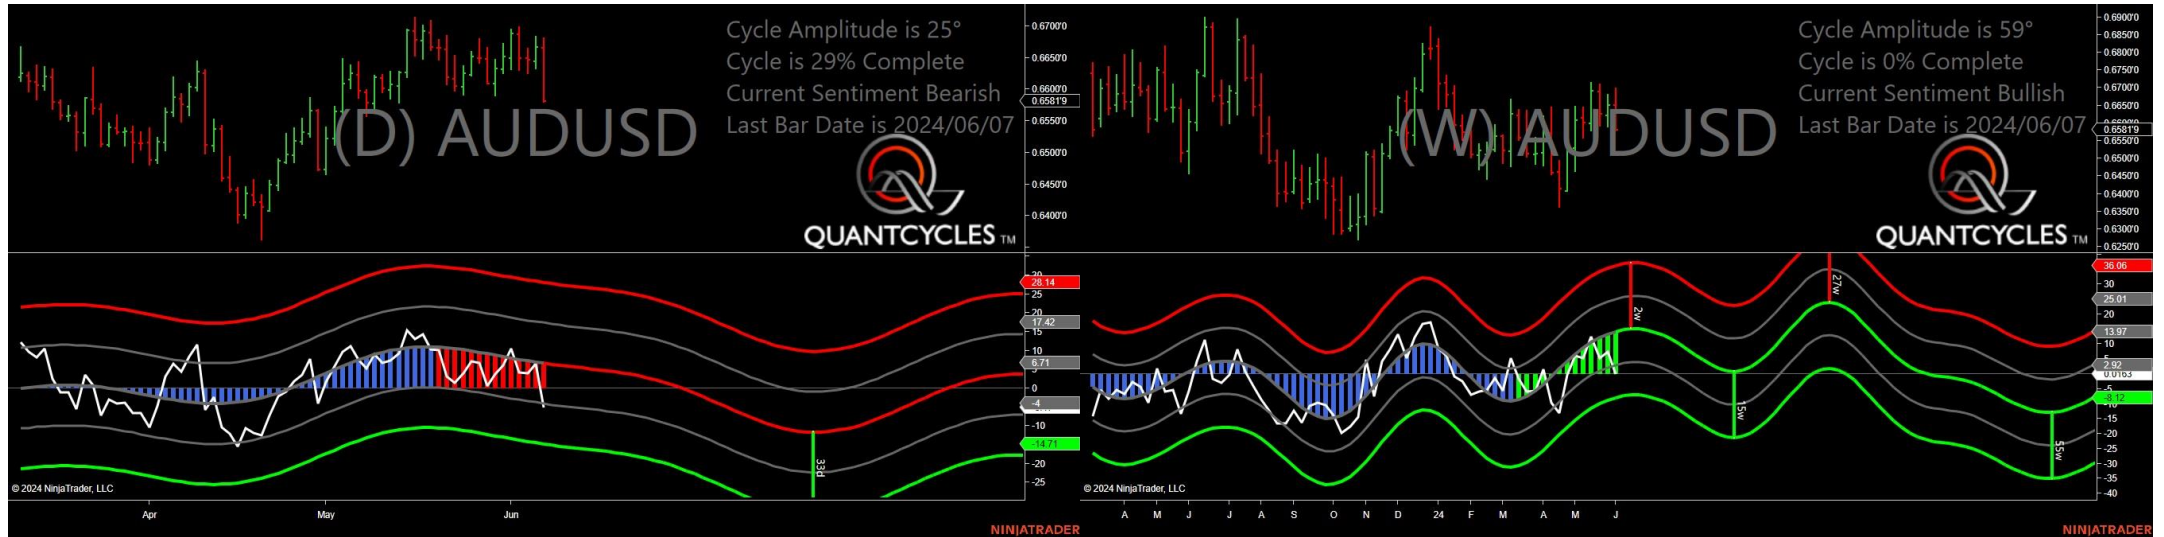 Cycle Amplitude is 25°
Cycle is 29% Complete
Current Sentiment Bearish
Last Bar Date is 2024/06/07
(D) AUDUSD
QUANTCYCLES TM
0.6700'0
0.6650'0
0.6600'0
0.6581'9
0.6550'0
0.6500'0
0.6450'0
0.6400'0
28.14
25
17.42
15
10
6.71
0
-4
-10
-14.71
-20
-25
33d
© 2024 NinjaTrader, LLC
Apr May Jun
NINJATRADER
Cycle Amplitude is 59°
Cycle is 0% Complete
Current Sentiment Bullish
Last Bar Date is 2024/06/07
(W) AUDUSD
QUANTCYCLES TM
0.6900'0
0.6850'0
0.6800'0
0.6750'0
0.6700'0
0.6650'0
0.6581'9
0.6550'0
0.6500'0
0.6450'0
0.6400'0
0.6350'0
0.6300'0
0.6250'0
36.06
30
25.01
20
13.97
10
2.92
0.0163
-5
-8.12
-15
-20
-25
-30
-35
-40
2w
15w
27w
55w
© 2024 NinjaTrader, LLC
A M J J A S O N D 24 F M A M J
NINJATRADER